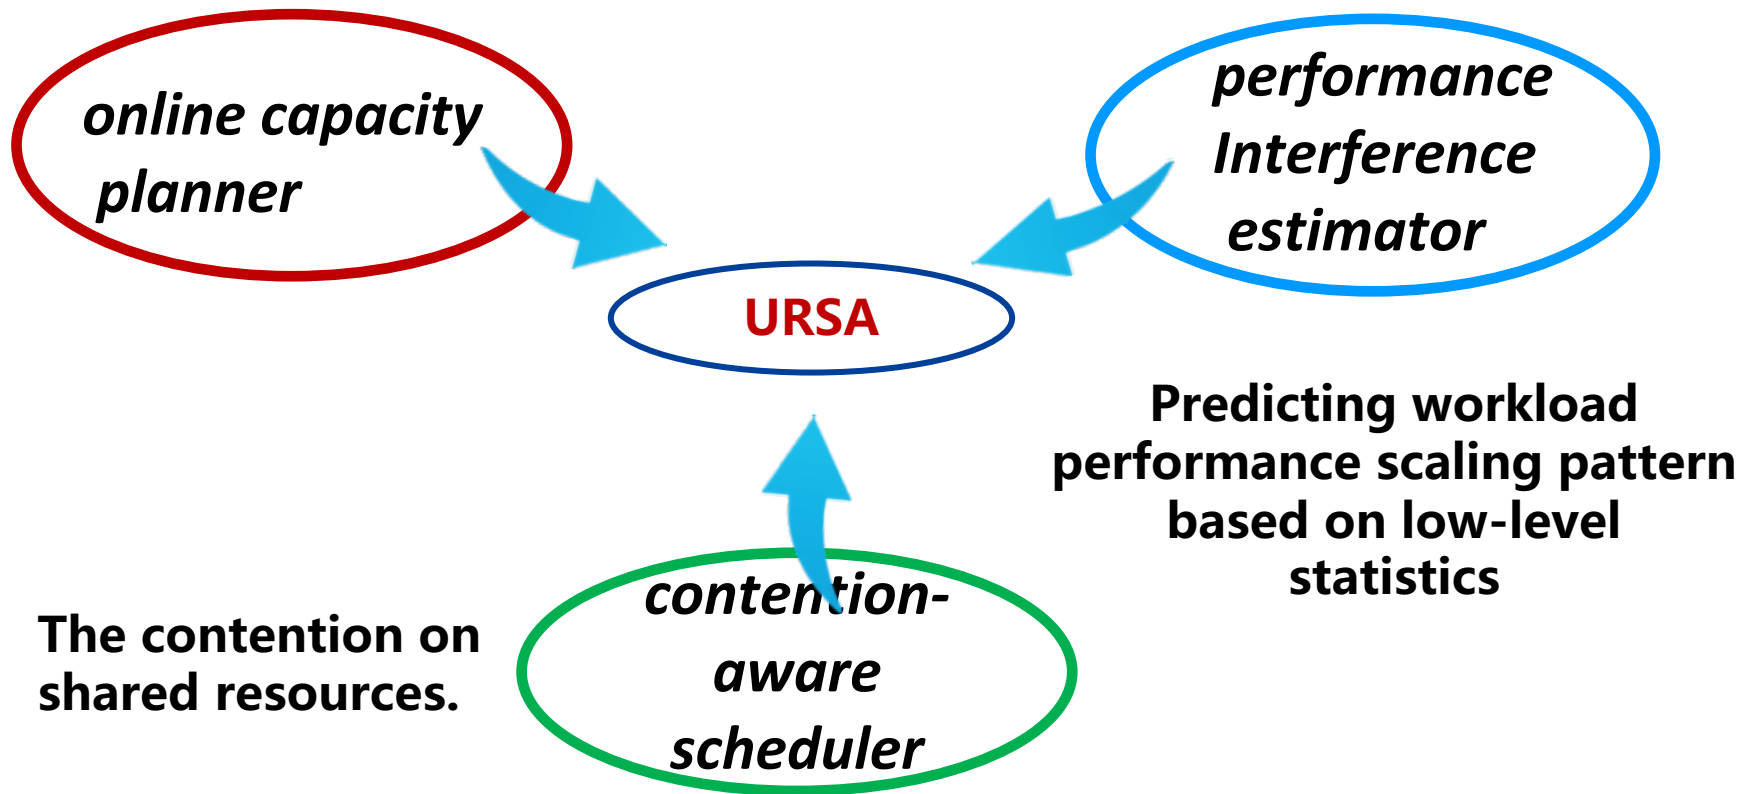 online capacity
planner
performance
Interference
estimator
URSA
Predicting workload
performance scaling pattern
based on low-level
statistics
contention-
aware
scheduler
The contention on
shared resources.